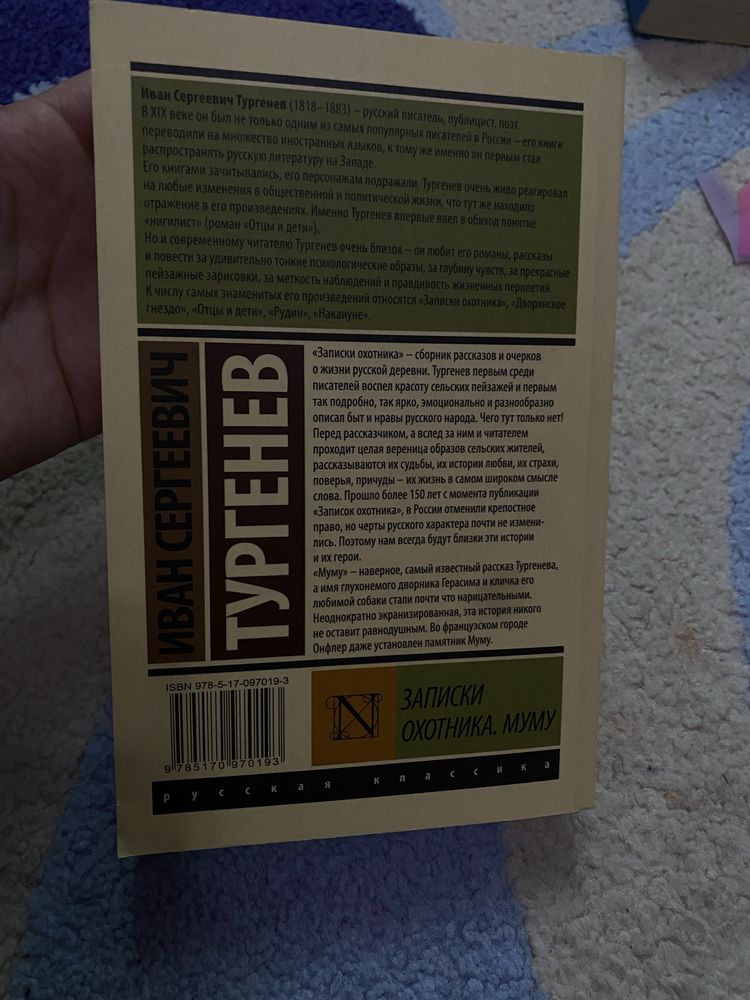 Иван Сергеевич Тургенев (1818–1883) – русский писатель, публицист, поэт.
В XIX веке он был не только одним из самых популярных писателей в России – его книги
переводили на множество иностранных языков, к тому же именно он первым стал
распространять русскую литературу на Западе.
Его книгами зачитывались, его персонажам подражали. Тургенев очень живо реагировал
на любые изменения в общественной и политической жизни, что тут же находило
отражение в его произведениях. Именно Тургенев впервые ввел в обиход понятие
«нигилист» (роман «Отцы и дети»).
Но и современному читателю Тургенев очень близок – он любит его романы, рассказы
и повести за удивительно тонкие психологические образы, за глубину чувств, за прекрасные
пейзажные зарисовки, за меткость наблюдений и правдивость жизненных перипетий.
К числу самых знаменитых его произведений относятся «Записки охотника», «Дворянское
гнездо», «Отцы и дети», «Рудин», «Накануне».
ИВАН СЕРГЕЕВИЧ
ТУРГЕНЕВ
«Записки охотника» – сборник рассказов и очерков
о жизни русской деревни. Тургенев первым среди
писателей воспел красоту сельских пейзажей и первым
так подробно, так ярко, эмоционально и разнообразно
описал быт и нравы русского народа. Чего тут только нет!
Перед рассказчиком, а вслед за ним и читателем
проходит целая вереница образов сельских жителей,
рассказываются их судьбы, их истории любви, их страхи,
поверья, причуды – их жизнь в самом широком смысле
слова. Прошло более 150 лет с момента публикации
«Записок охотника», в России отменили крепостное
право, но черты русского характера почти не измени-
лись. Поэтому нам всегда будут близки эти истории
и их герои.
«Муму» – наверное, самый известный рассказ Тургенева,
а имя глухонемого дворника Герасима и кличка его
любимой собаки стали почти что нарицательными.
Неоднократно экранизированная, эта история никого
не оставит равнодушным. Во французском городе
Онфлер даже установлен памятник Муму.
ISBN 978-5-17-097019-3
9 785170 970193
N
ЗАПИСКИ
ОХОТНИКА. МУМУ
русская классика